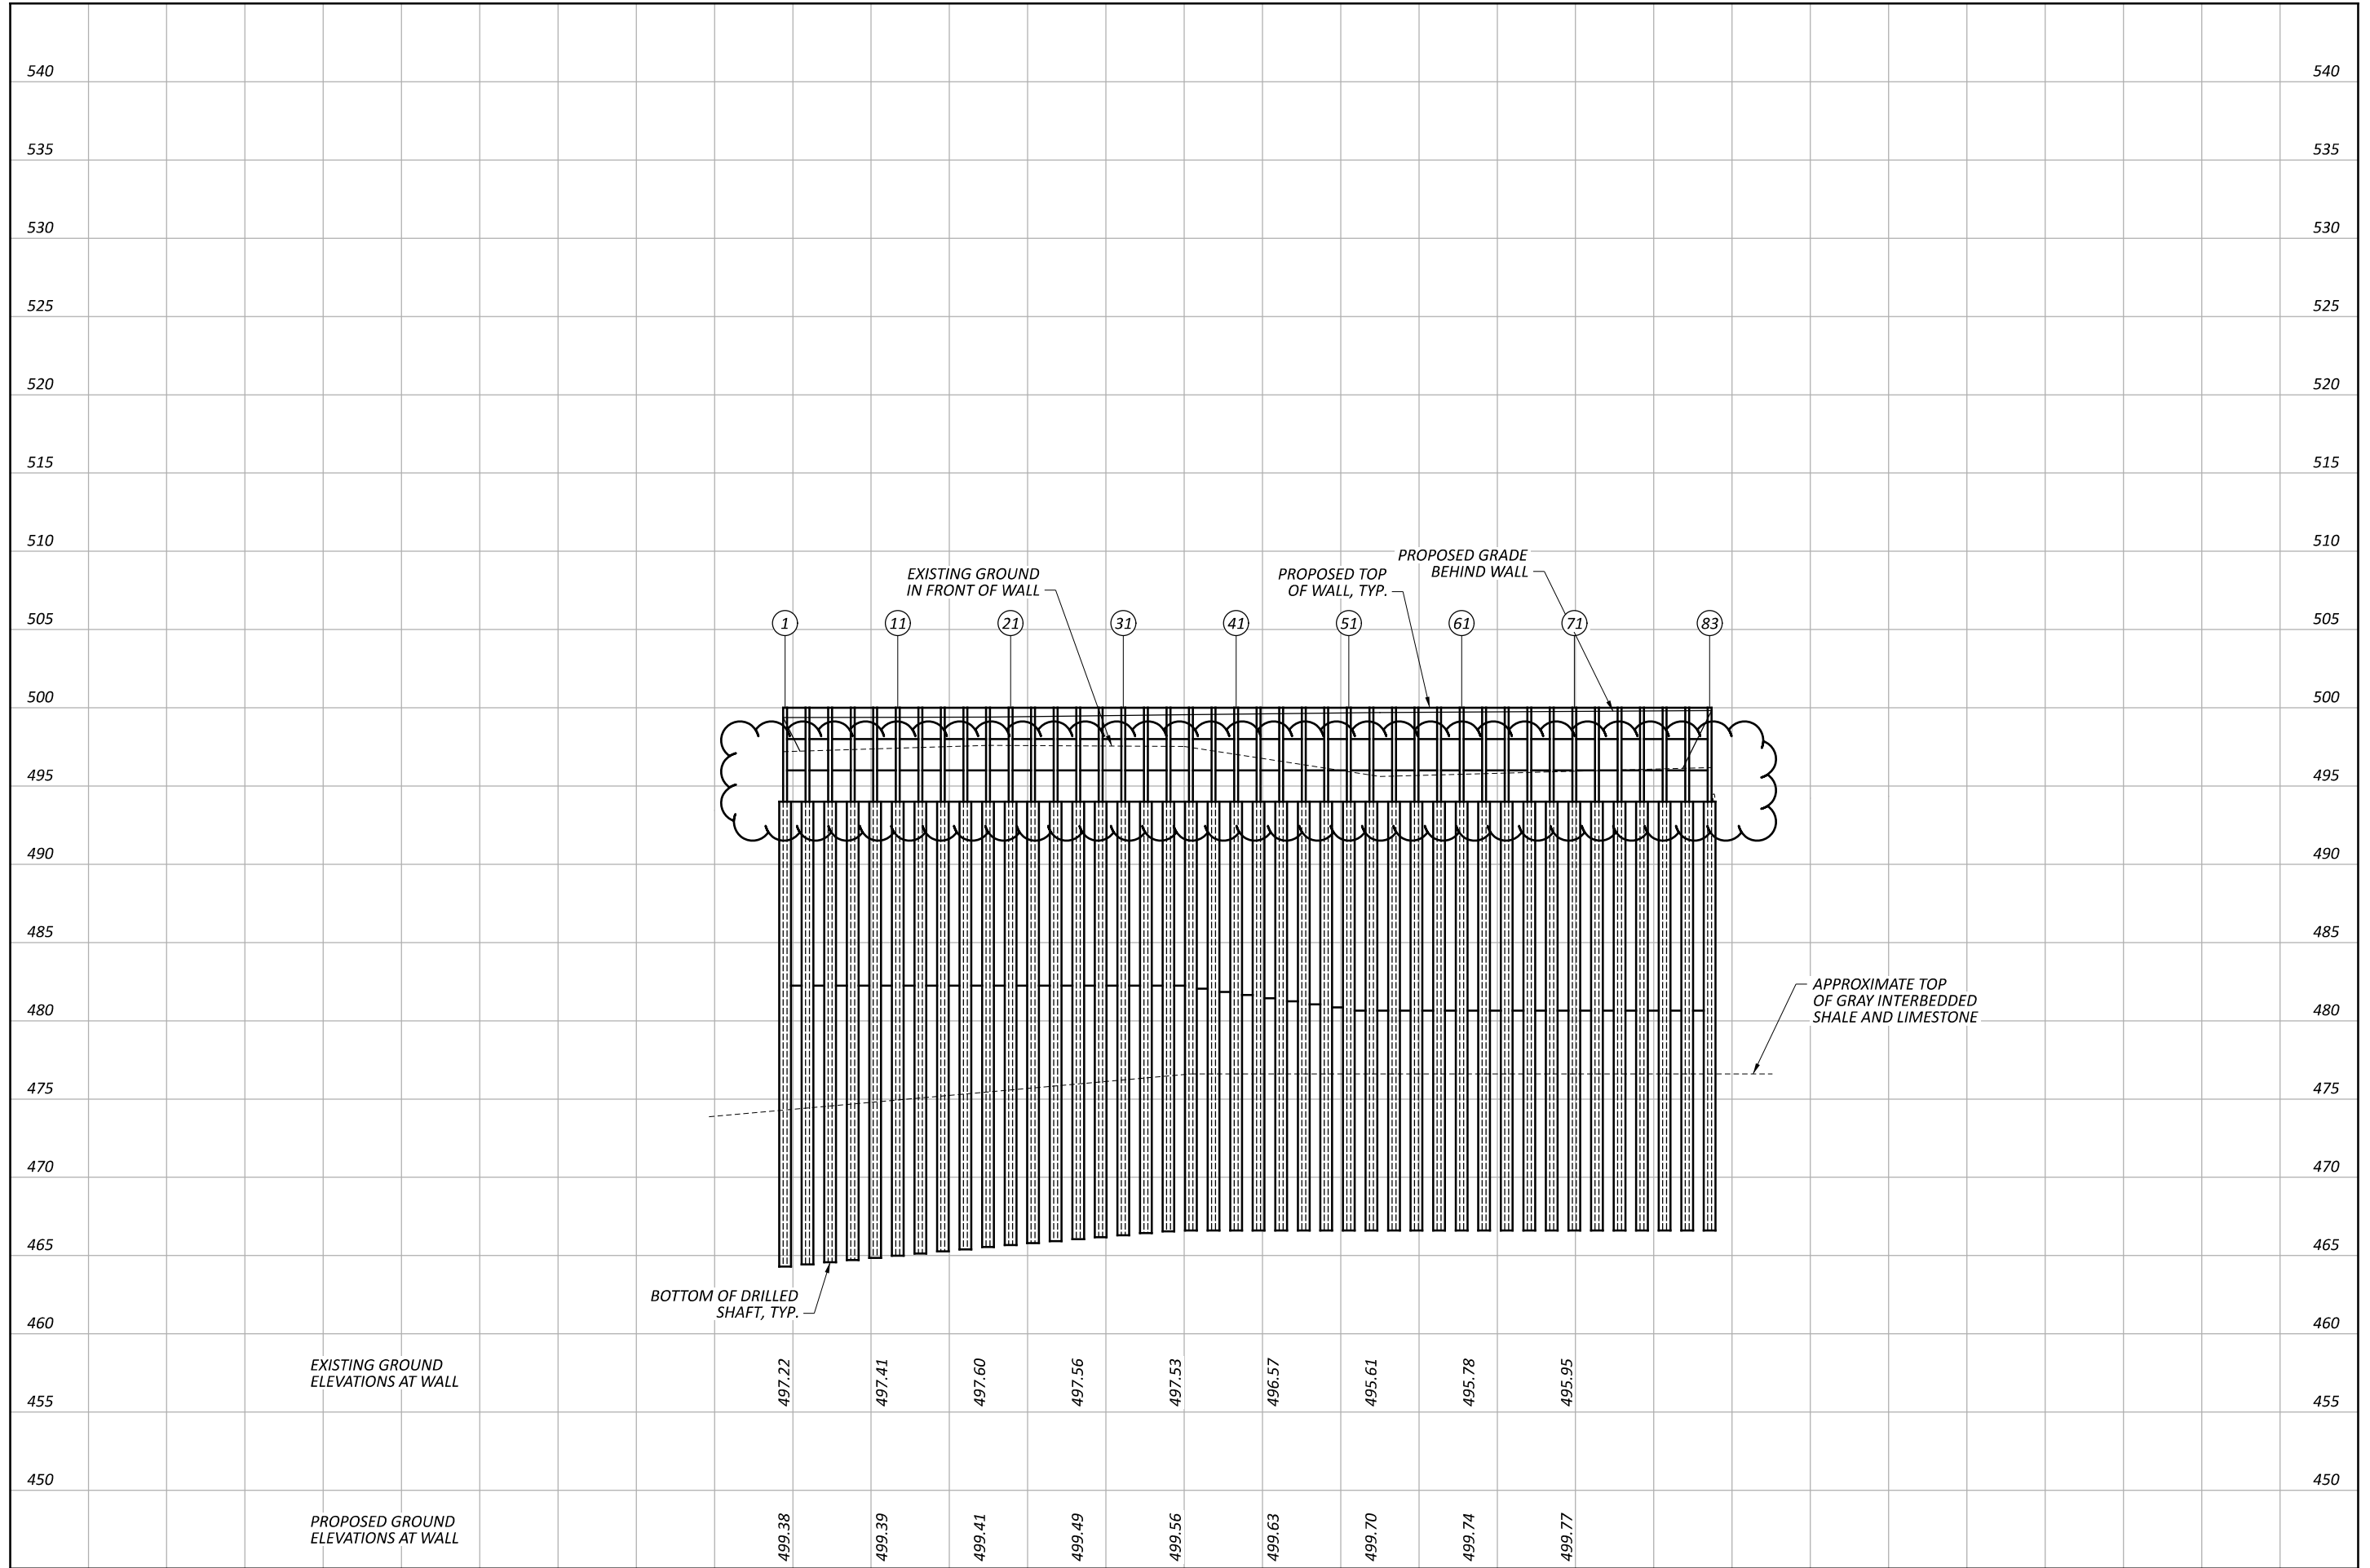 540 540
535 535
530 530
525 525
520 520
515 515
510 510
PROPOSED GRADE
BEHIND WALL
EXISTING GROUND
IN FRONT OF WALL
PROPOSED TOP
OF WALL, TYP.
505 505
1 11 21 31 41 51 61 71 83
500 500
495 495
490 490
485 485
APPROXIMATE TOP
OF GRAY INTERBEDDED
SHALE AND LIMESTONE
480 480
475 475
470 470
465 465
BOTTOM OF DRILLED
SHAFT, TYP.
460 460
EXISTING GROUND
ELEVATIONS AT WALL
497.22 497.41 497.60 497.56 497.53 496.57 495.61 495.78 495.95
455 455
450 450
PROPOSED GROUND
ELEVATIONS AT WALL
499.38 499.39 499.41 499.49 499.56 499.63 499.70 499.74 499.77